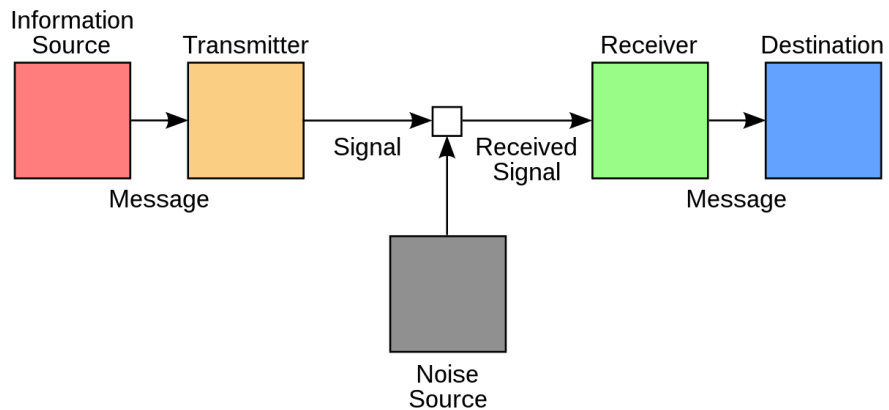 Information
Source
Transmitter
Receiver
Destination
Signal
Received
Signal
Message
Message
Noise
Source